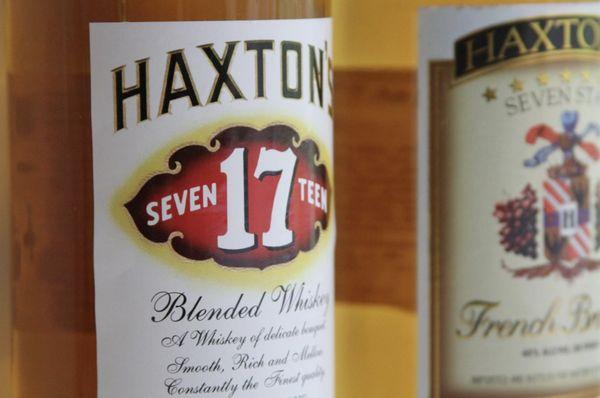 HAXTON'S
SEVEN 17 TEEN
Blended Whiskey
A Whiskey of delicate bouquet
Smooth, Rich and Mellow
Constantly the Finest quality
HAXTO
SEVEN STA
H
French Br